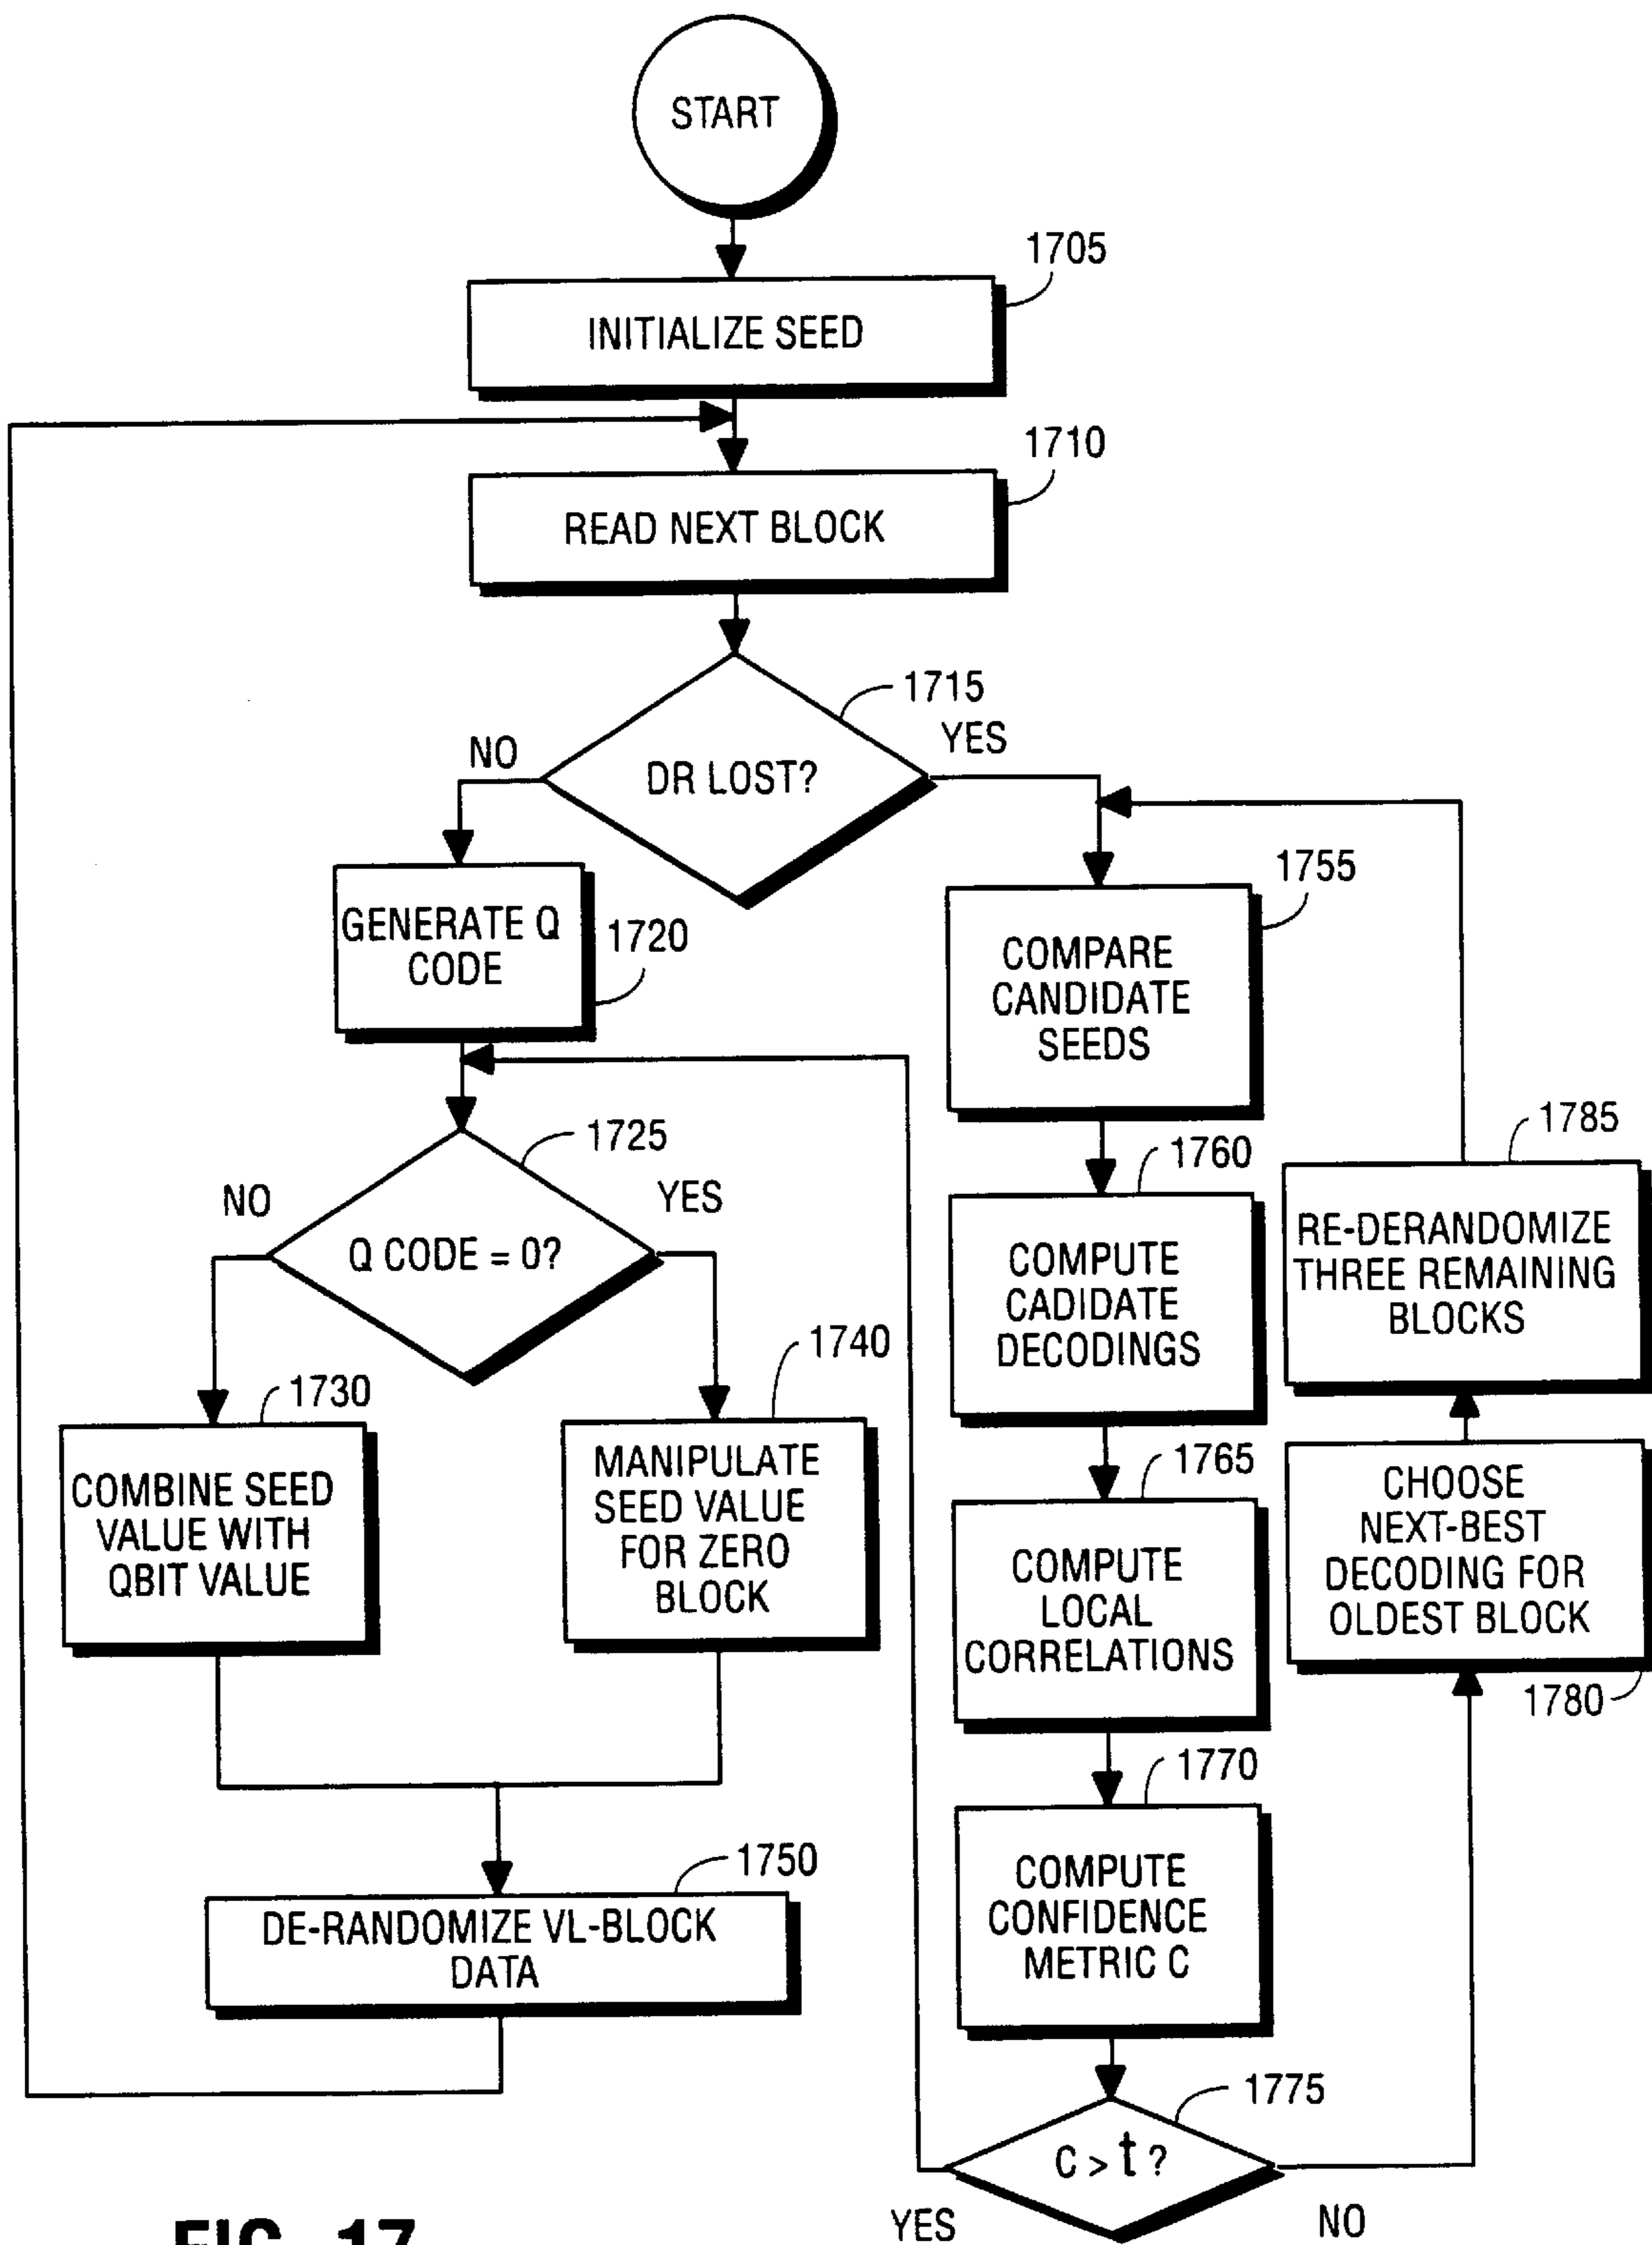 START
1705
INITIALIZE SEED
1710
READ NEXT BLOCK
1715
NO
YES
DR LOST?
1755
GENERATE Q
CODE
1720
COMPARE
CANDIDATE
SEEDS
1725
NO
YES
Q CODE = 0?
1760
COMPUTE
CADIDATE
DECODINGS
1785
RE-DERANDOMIZE
THREE REMAINING
BLOCKS
1730
COMBINE SEED
VALUE WITH
QBIT VALUE
1740
MANIPULATE
SEED VALUE
FOR ZERO
BLOCK
1765
COMPUTE
LOCAL
CORRELATIONS
CHOOSE
NEXT-BEST
DECODING FOR
OLDEST BLOCK
1780
1770
COMPUTE
CONFIDENCE
METRIC C
1750
DE-RANDOMIZE VL-BLOCK
DATA
1775
C > t ?
YES
NO
FIG. 17